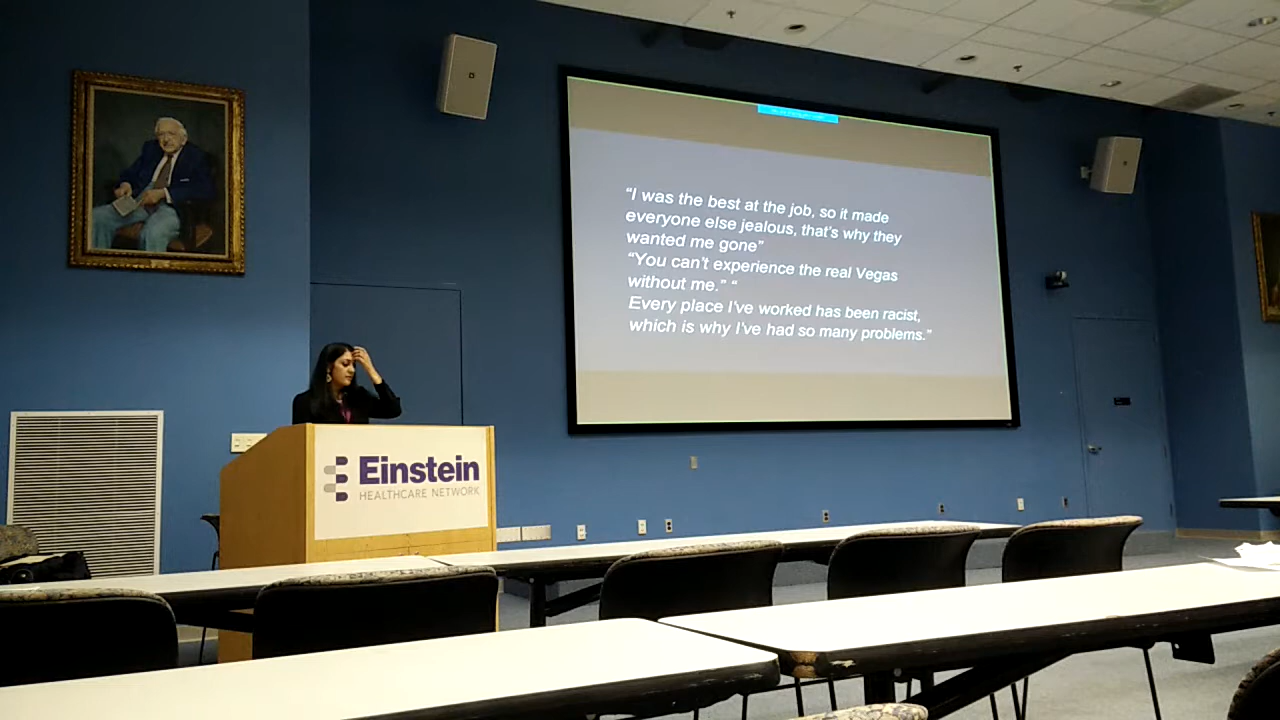 “I was the best at the job, so it made
everyone else jealous, that's why they
wanted me gone”
“You can't experience the real Vegas
without me.” “
Every place I've worked has been racist,
which is why I've had so many problems.”
Einstein
HEALTHCARE NETWORK